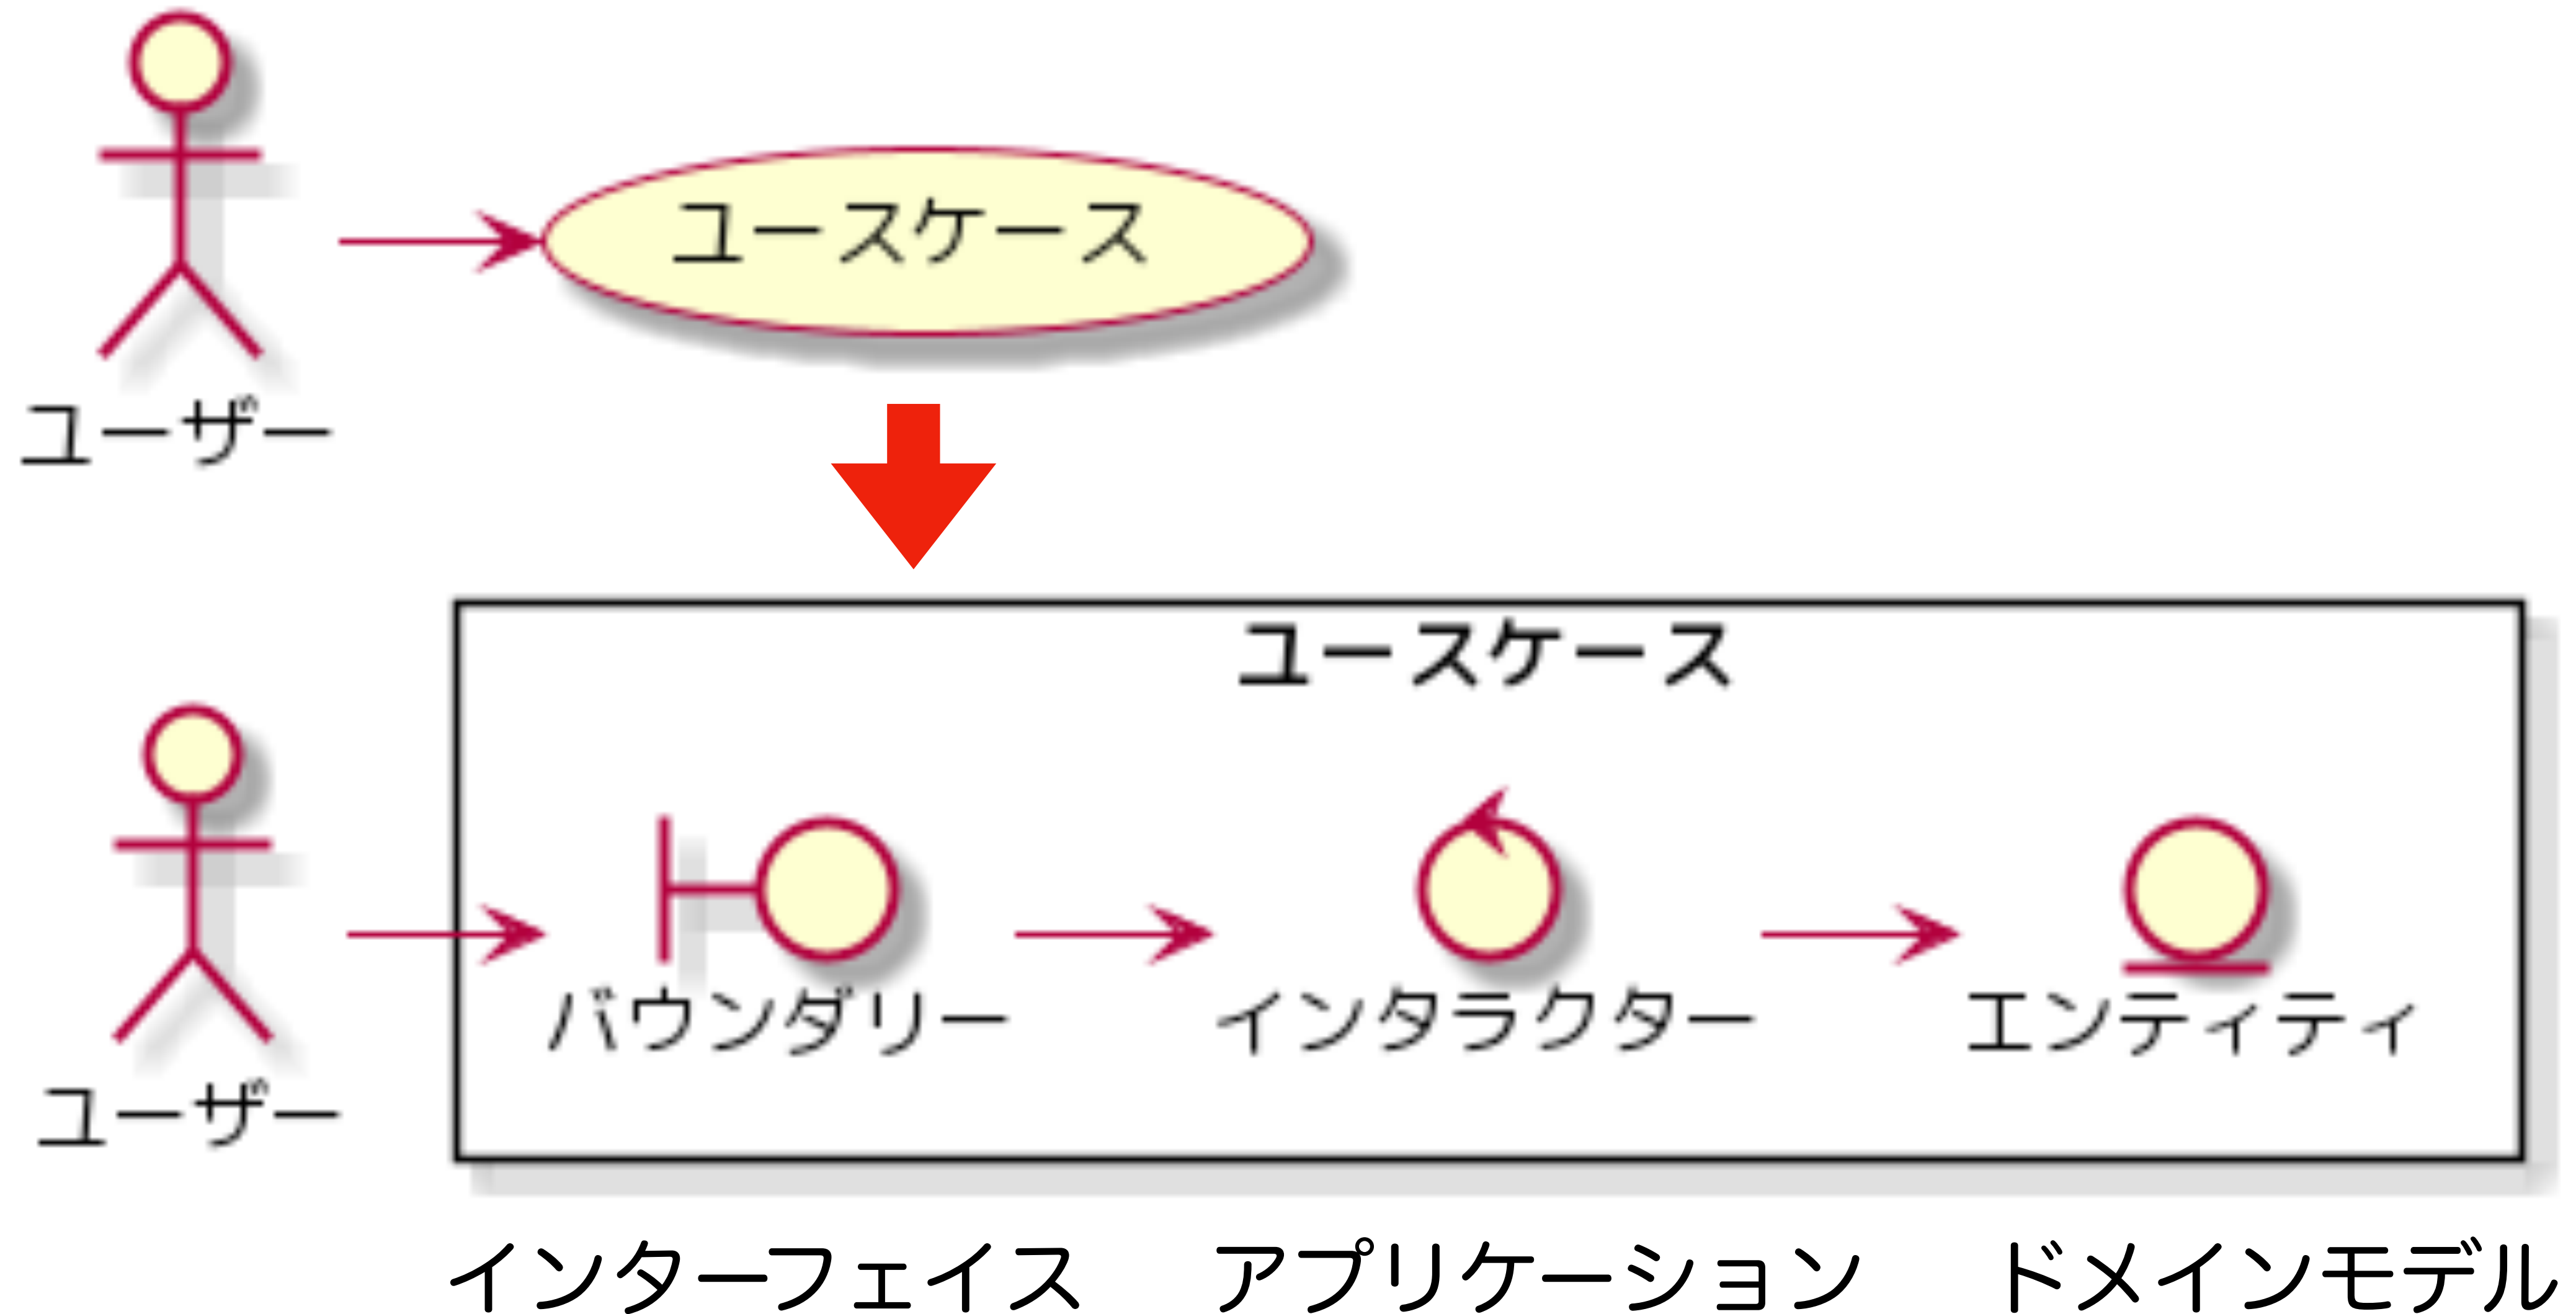 ユースケース
ユーザー
ユースケース
バウンダリー
インタラクター
エンティティ
ユーザー
インターフェイス
アプリケーション
ドメインモデル